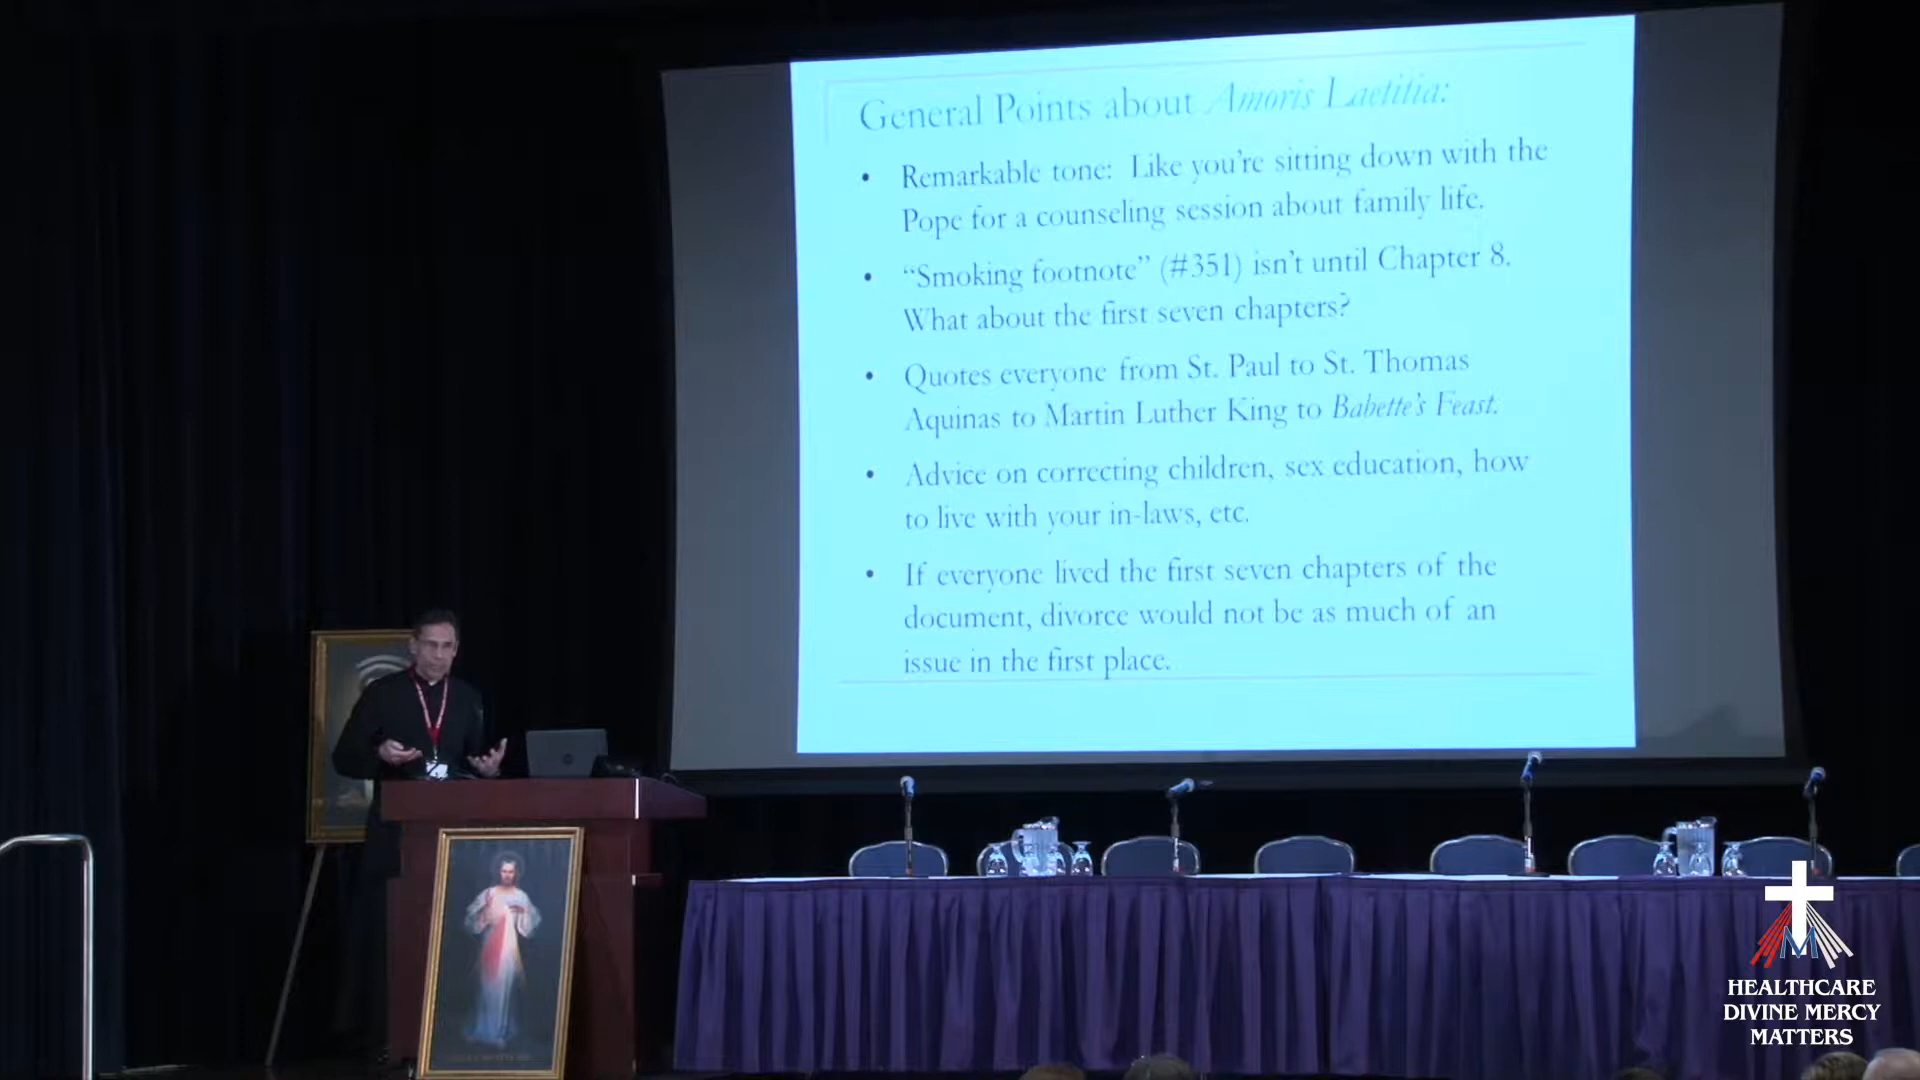 General Points about Amoris Laetitia:
• Remarkable tone: Like you're sitting down with the
Pope for a counseling session about family life.
• “Smoking footnote” (#351) isn't until Chapter 8.
What about the first seven chapters?
• Quotes everyone from St. Paul to St. Thomas
Aquinas to Martin Luther King to Babette's Feast.
• Advice on correcting children, sex education, how
to live with your in-laws, etc.
• If everyone lived the first seven chapters of the
document, divorce would not be as much of an
issue in the first place.
M
HEALTHCARE
DIVINE MERCY
MATTERS